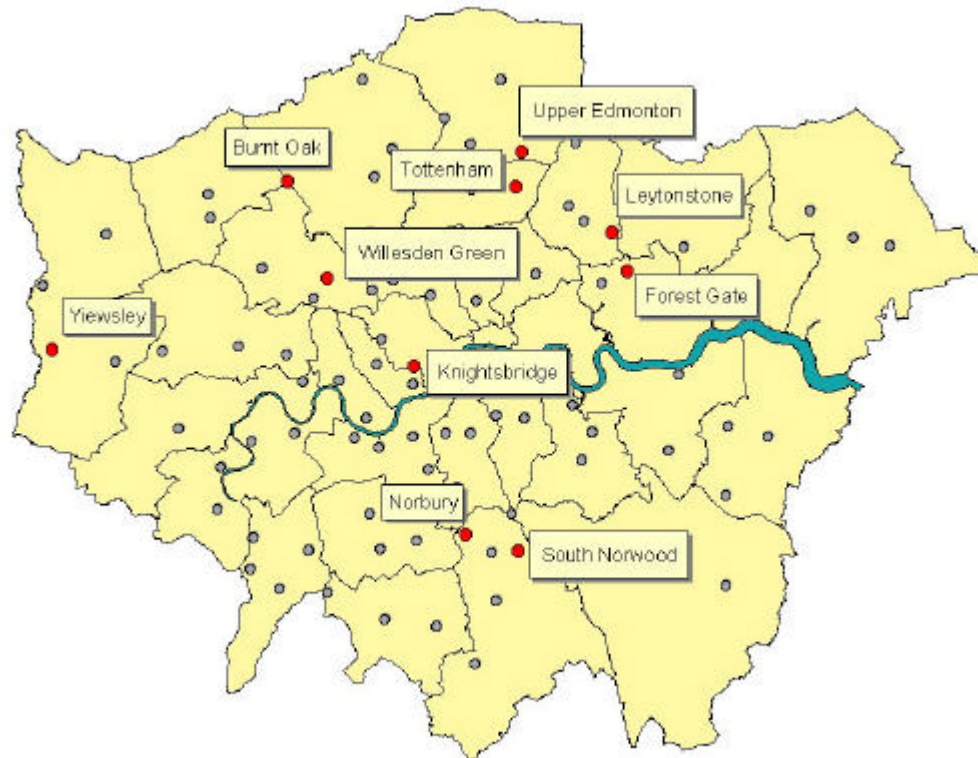 Upper Edmonton
Burnt Oak
Tottenham
Leytonstone
Willesden Green
Forest Gate
Yiewsley
Knightsbridge
Norbury
South Norwood